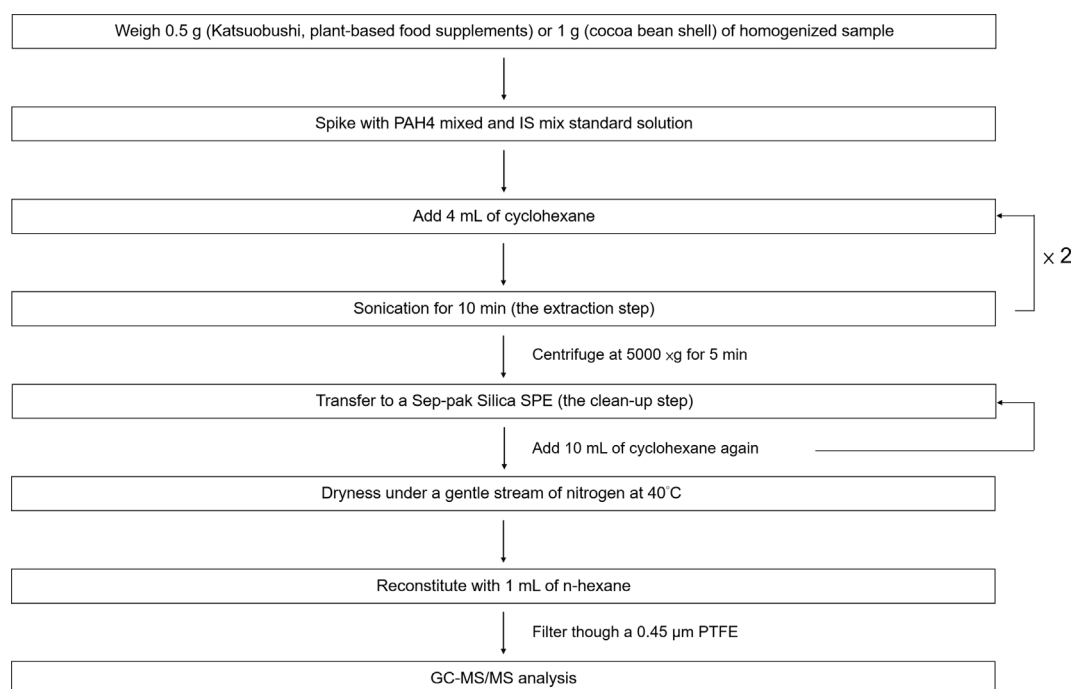 Weigh 0.5 g (Katsuobushi, plant-based food supplements) or 1 g (cocoa bean shell) of homogenized sample
Spike with PAH4 mixed and IS mix standard solution
Add 4 mL of cyclohexane
× 2
Sonication for 10 min (the extraction step)
Centrifuge at 5000 ×g for 5 min
Transfer to a Sep-pak Silica SPE (the clean-up step)
Add 10 mL of cyclohexane again
Dryness under a gentle stream of nitrogen at 40°C
Reconstitute with 1 mL of n-hexane
Filter though a 0.45 µm PTFE
GC-MS/MS analysis